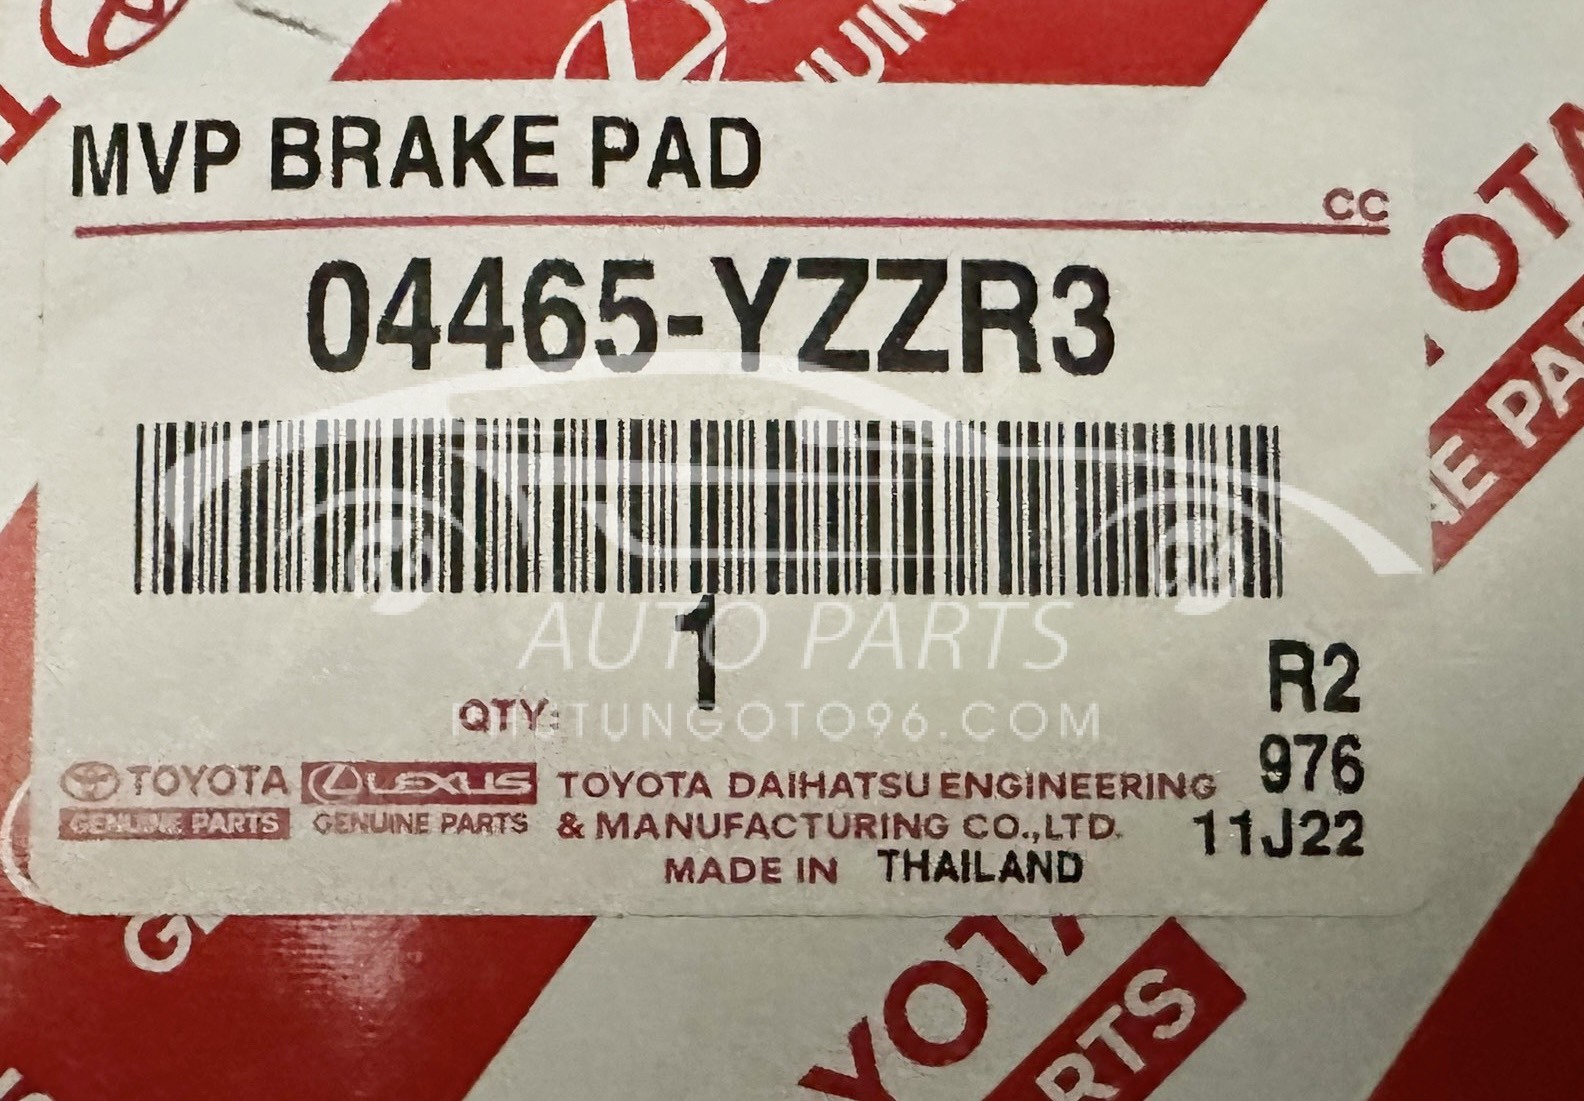 MVP BRAKE PAD
CC
04465-YZZR3
1
AUTO PARTS
QTY:
PHUTUNGOTO96.COM
R2
976
11J22
TOYOTA
GENUINE PARTS
LEXUS
GENUINE PARTS
TOYOTA DAIHATSU ENGINEERING
& MANUFACTURING CO.,LTD.
MADE IN THAILAND